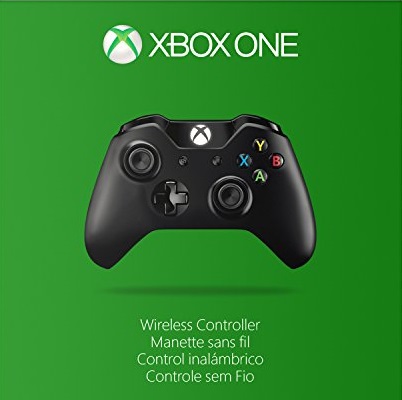 XBOX ONE
Y
X B
A
Wireless Controller
Manette sans fil
Control inalámbrico
Controle sem Fio